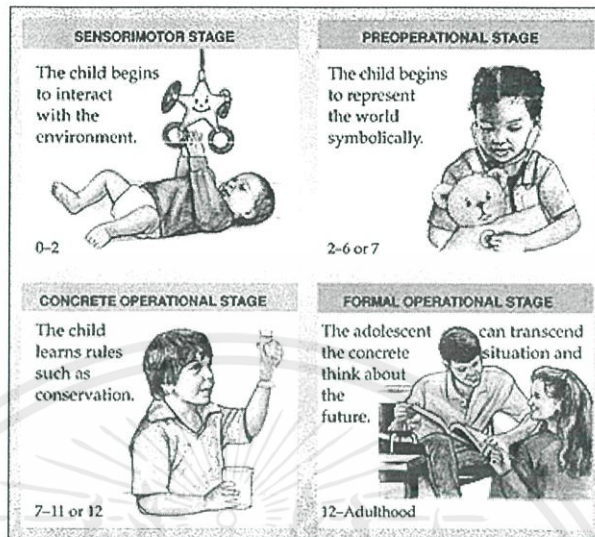 SENSORIMOTOR STAGE
The child begins
to interact
with the
environment.
0–2
PREOPERATIONAL STAGE
The child begins
to represent
the world
symbolically.
2–6 or 7
CONCRETE OPERATIONAL STAGE
The child
learns rules
such as
conservation.
7–11 or 12
FORMAL OPERATIONAL STAGE
The adolescent can transcend
the concrete situation and
think about
the
future.
12–Adulthood